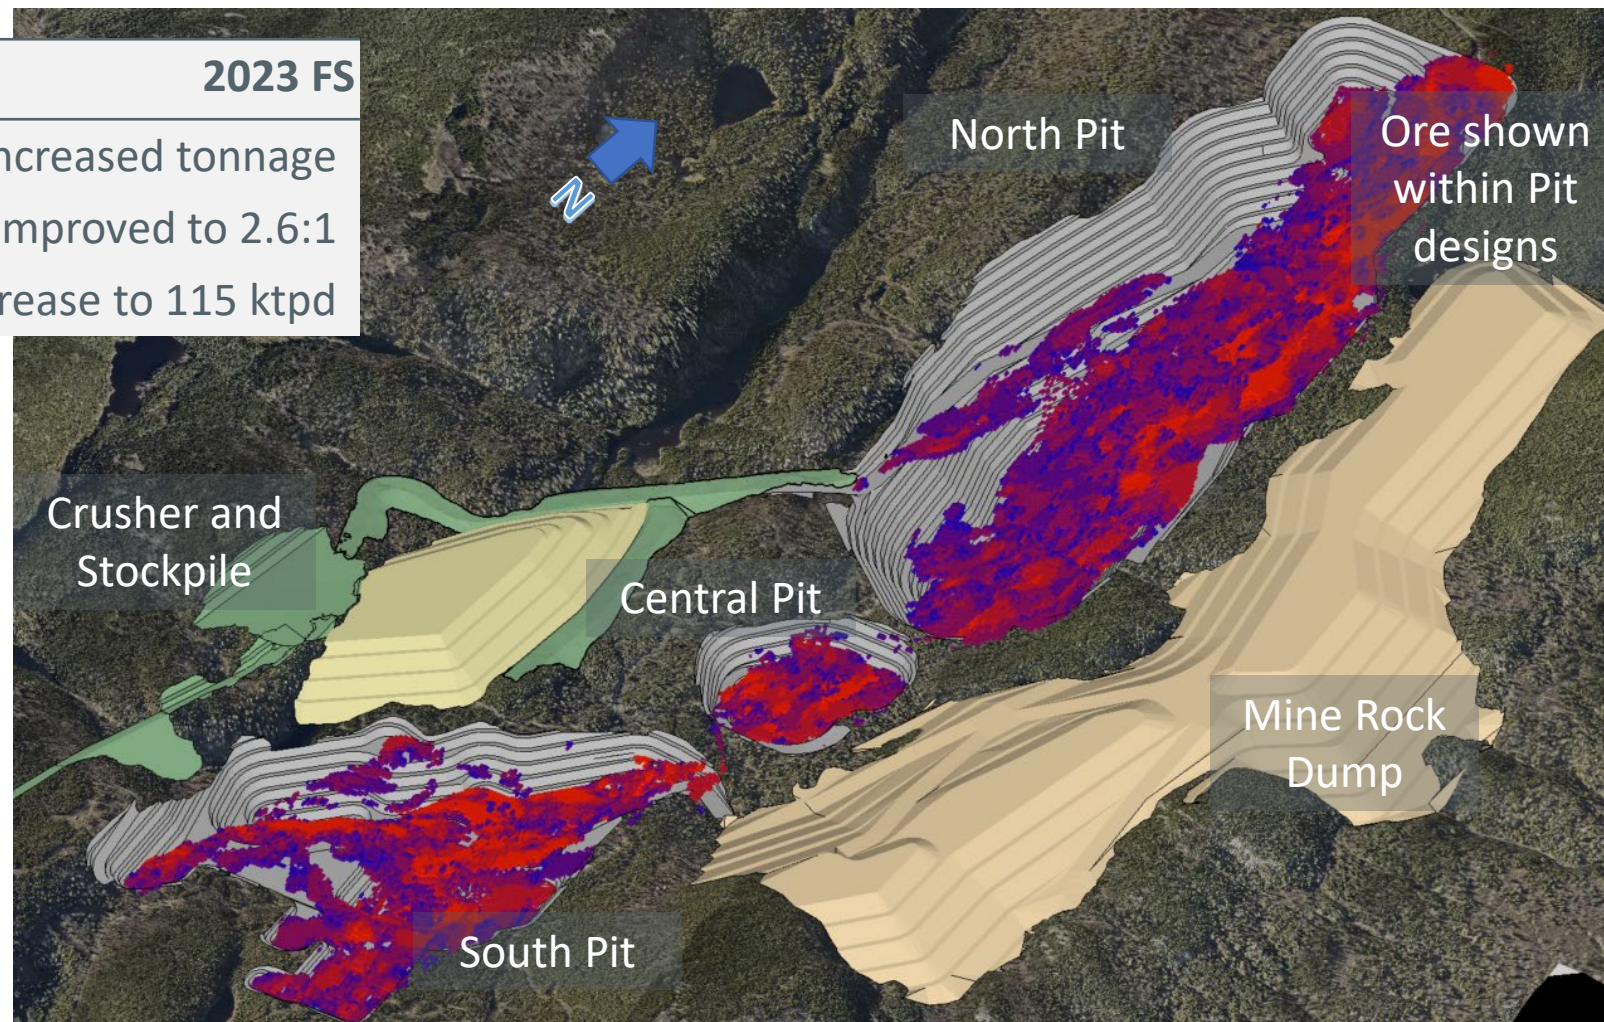 2023 FS
ncreased tonnage
mproved to 2.6:1
rease to 115 ktpd
North Pit
Ore shown
within Pit
designs
N
Crusher and
Stockpile
Central Pit
Mine Rock
Dump
South Pit